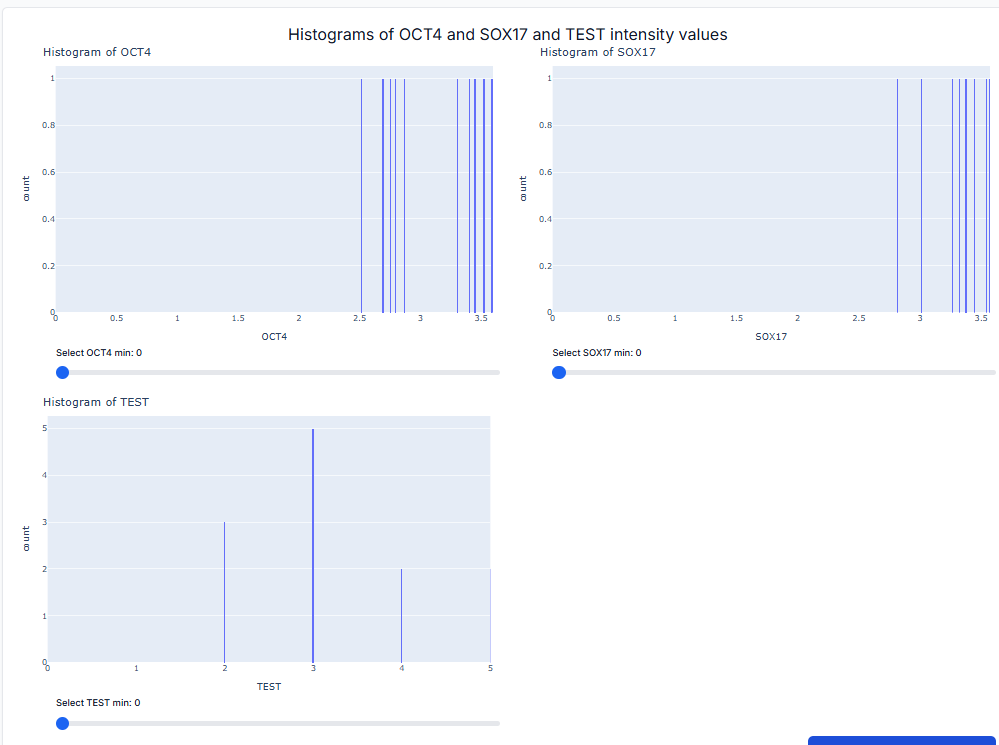 Histograms of OCT4 and SOX17 and TEST intensity values
Histogram of OCT4
1
0.8
0.6
0.4
0.2
0
count
0 0.5 1 1.5 2 2.5 3 3.5
OCT4
Select OCT4 min: 0
Histogram of SOX17
1
0.8
0.6
0.4
0.2
0
count
0 0.5 1 1.5 2 2.5 3 3.5
SOX17
Select SOX17 min: 0
Histogram of TEST
5
4
3
2
1
0
count
0 1 2 3 4 5
TEST
Select TEST min: 0